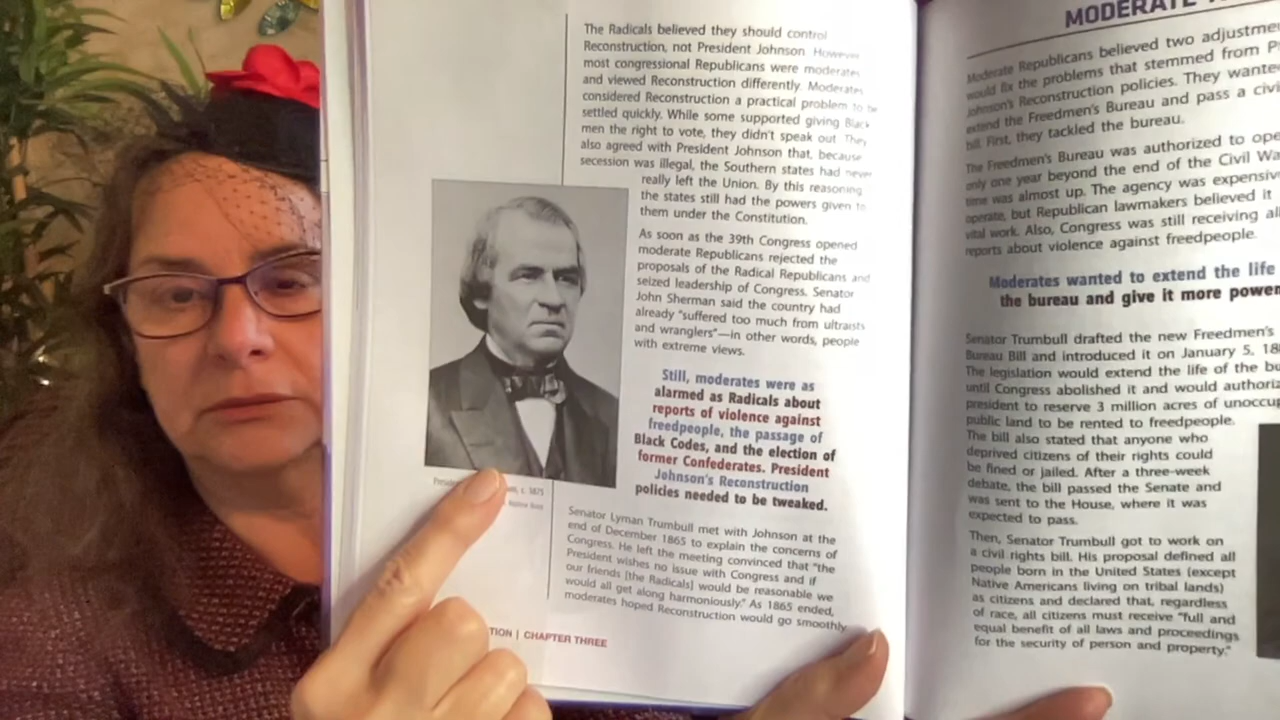 The Radicals believed they should control
Reconstruction, not President Johnson. However
most congressional Republicans were moderates
and viewed Reconstruction differently. Moderates
considered Reconstruction a practical problem to be
settled quickly. While some supported giving Black
men the right to vote, they didn't speak out. They
also agreed with President Johnson that, because
secession was illegal, the Southern states had never
really left the Union. By this reasoning
the states still had the powers given to
them under the Constitution.
As soon as the 39th Congress opened
moderate Republicans rejected the
proposals of the Radical Republicans and
seized leadership of Congress. Senator
John Sherman said the country had
already "suffered too much from ultraists
and wranglers"—in other words, people
with extreme views.
Still, moderates were as
alarmed as Radicals about
reports of violence against
freedpeople, the passage of
Black Codes, and the election of
former Confederates. President
Johnson's Reconstruction
policies needed to be tweaked.
c. 1875
Senator Lyman Trumbull met with Johnson at the
end of December 1865 to explain the concerns of
Congress. He left the meeting convinced that "the
President wishes no issue with Congress and if
our friends [the Radicals] would be reasonable we
would all get along harmoniously." As 1865 ended,
moderates hoped Reconstruction would go smoothly
TION | CHAPTER THREE
MODERATE
Moderate Republicans believed two adjustme
would fix the problems that stemmed from P
Johnson's Reconstruction policies. They wante
extend the Freedmen's Bureau and pass a civi
bill. First, they tackled the bureau.
The Freedmen's Bureau was authorized to ope
only one year beyond the end of the Civil Wa
time was almost up. The agency was expensiv
operate, but Republican lawmakers believed it
vital work. Also, Congress was still receiving al
reports about violence against freedpeople.
Moderates wanted to extend the life
the bureau and give it more power
Senator Trumbull drafted the new Freedmen's
Bureau Bill and introduced it on January 5, 18
The legislation would extend the life of the bu
until Congress abolished it and would authoriz
president to reserve 3 million acres of unoccup
public land to be rented to freedpeople.
The bill also stated that anyone who
deprived citizens of their rights could
be fined or jailed. After a three-week
debate, the bill passed the Senate and
was sent to the House, where it was
expected to pass.
Then, Senator Trumbull got to work on
a civil rights bill. His proposal defined all
people born in the United States (except
Native Americans living on tribal lands)
as citizens and declared that, regardless
of race, all citizens must receive "full and
equal benefit of all laws and proceedings
for the security of person and property."